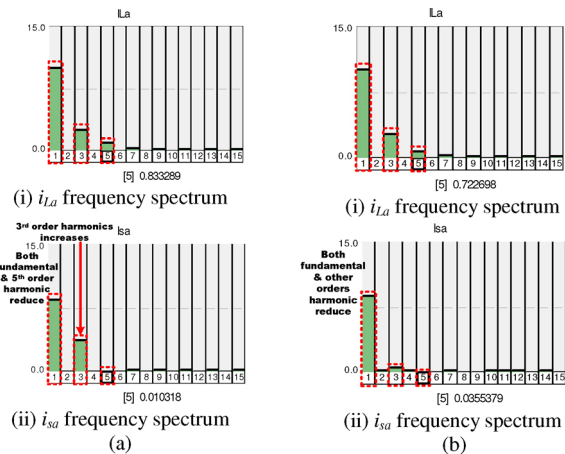 ILa
15.0
0.0
1 2 3 4 5 6 7 8 9 10 11 12 13 14 15
[5] 0.833289
(i) iLa frequency spectrum
3rd order harmonics
increases
Isa
15.0
Both
fundamental
& 5th order
harmonic
reduce
0.0
1 2 3 4 5 6 7 8 9 10 11 12 13 14 15
[5] 0.010318
(ii) isa frequency spectrum
(a)
ILa
15.0
0.0
1 2 3 4 5 6 7 8 9 10 11 12 13 14 15
[5] 0.722698
(i) iLa frequency spectrum
Isa
15.0
Both
fundamental
& other
orders
harmonic
reduce
0.0
1 2 3 4 5 6 7 8 9 10 11 12 13 14 15
[5] 0.0355379
(ii) isa frequency spectrum
(b)